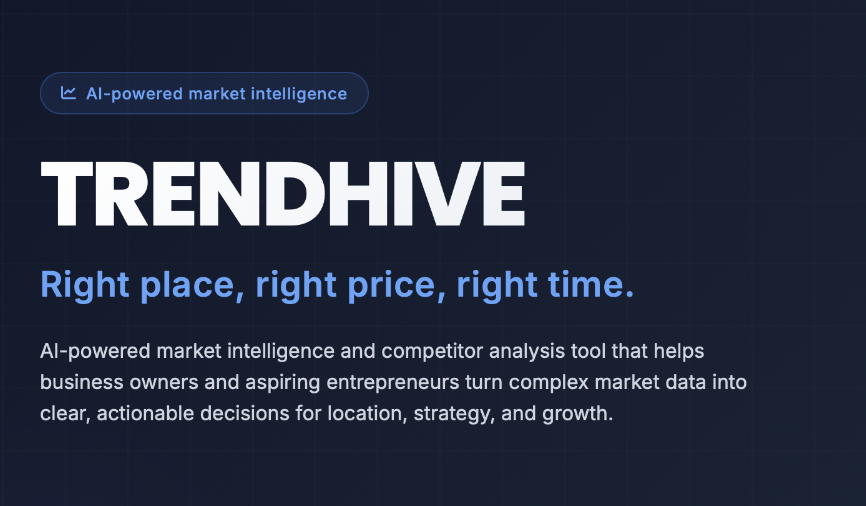 AI-powered market intelligence
TRENDHIVE
Right place, right price, right time.
AI-powered market intelligence and competitor analysis tool that helps
business owners and aspiring entrepreneurs turn complex market data into
clear, actionable decisions for location, strategy, and growth.